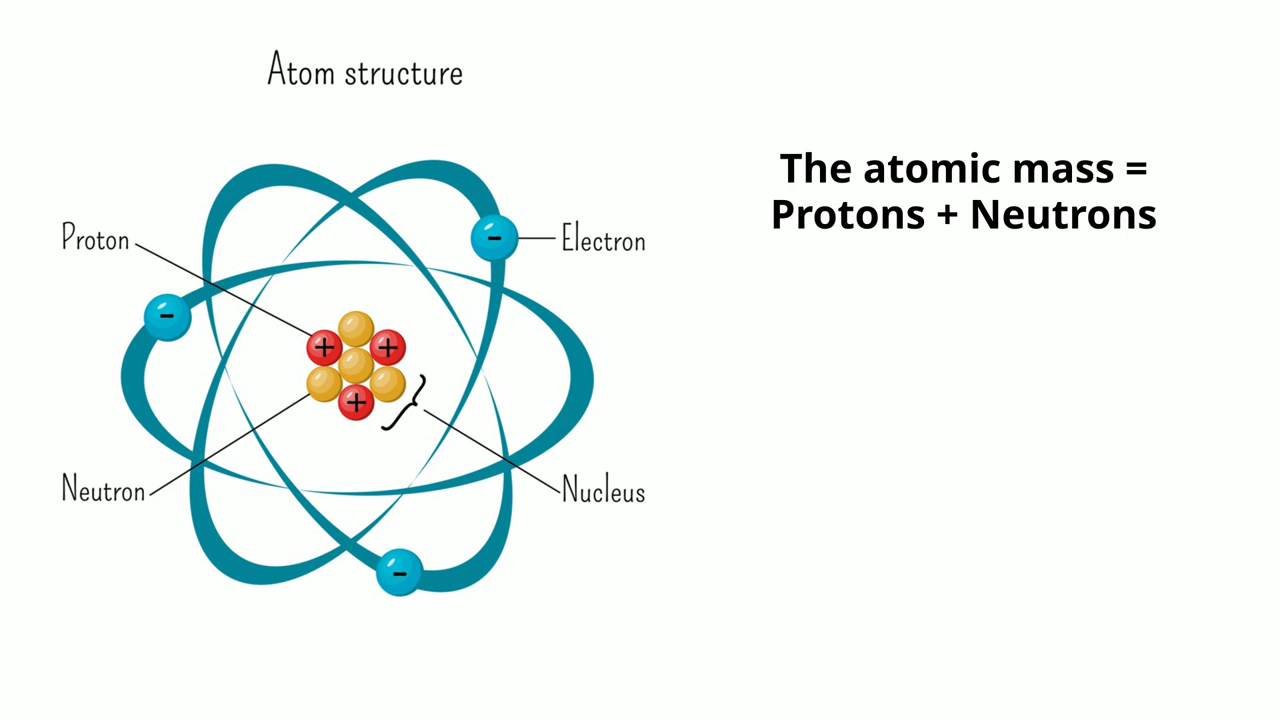 Atom structure
Proton
Electron
-
-
+
+
+
Neutron
Nucleus
-
The atomic mass =
Protons + Neutrons